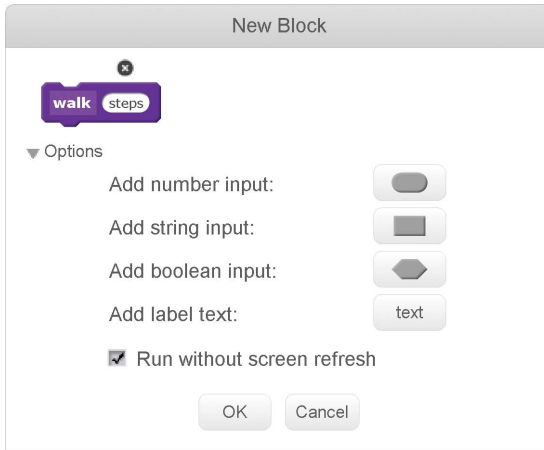 New Block
walk steps
Options
Add number input:
Add string input:
Add boolean input:
Add label text: text
Run without screen refresh
OK Cancel